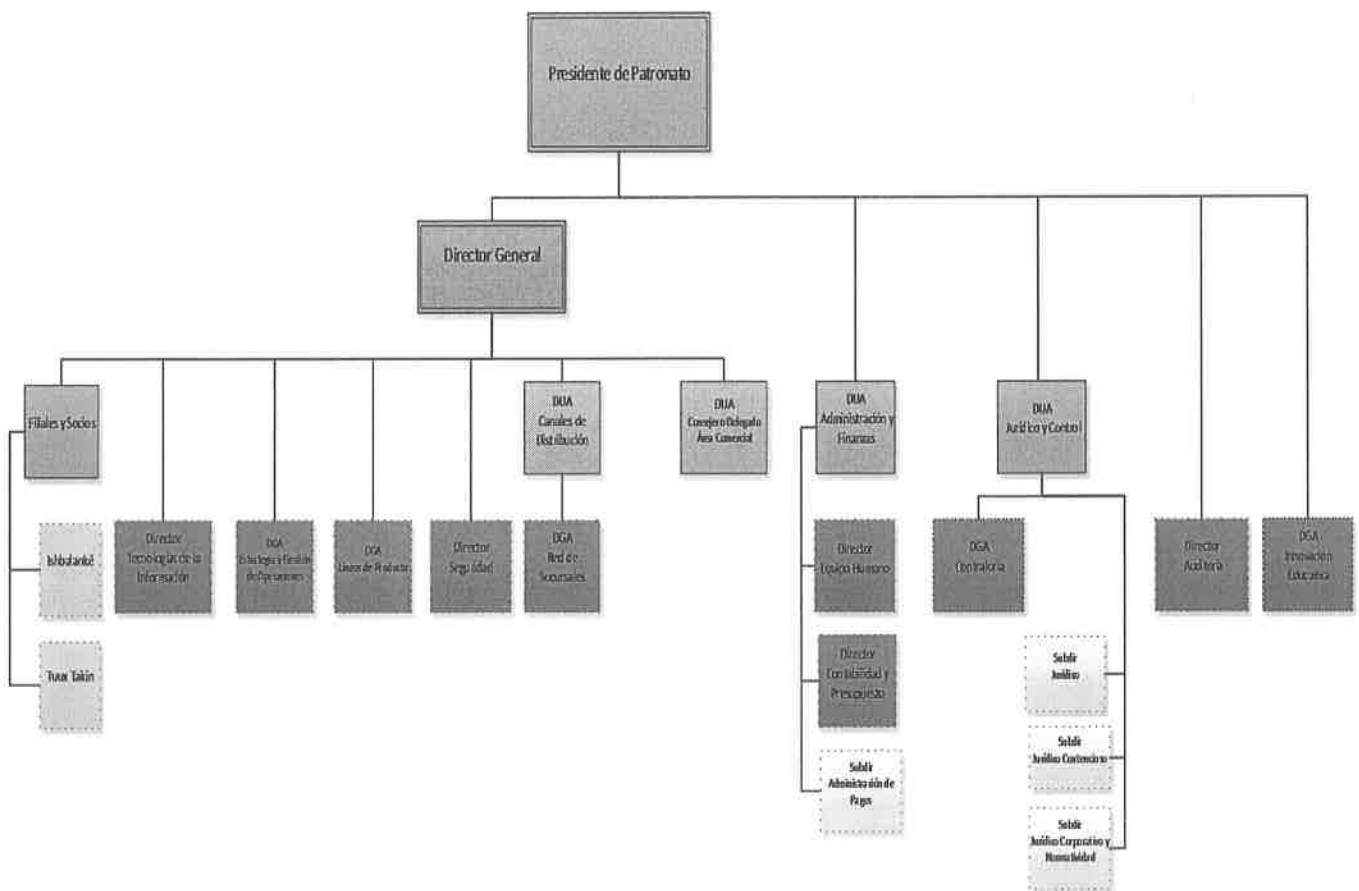 Presidente de Patronato
Director General
Filiales y Socios
DUA
Canales de
Distribución
DUA
Consejero Delegado
Área Comercial
DUA
Administración y
Finanzas
DUA
Jurídico y Control
Ishbalanké
Director
Tecnologías de la
Información
DGA
Estrategia y Gestión
de Operaciones
DGA
Líneas de Producto
Director
Seguridad
DGA
Red de
Sucursales
Director
Equipo Humano
DGA
Contraloría
Director
Auditoría
DGA
Innovación
Educativa
Tuux Takin
Director
Contabilidad y
Presupuesto
Subdir
Jurídico
Subdir
Administración de
Pagos
Subdir
Jurídico Contencioso
Subdir
Jurídico Corporativo y
Normatividad